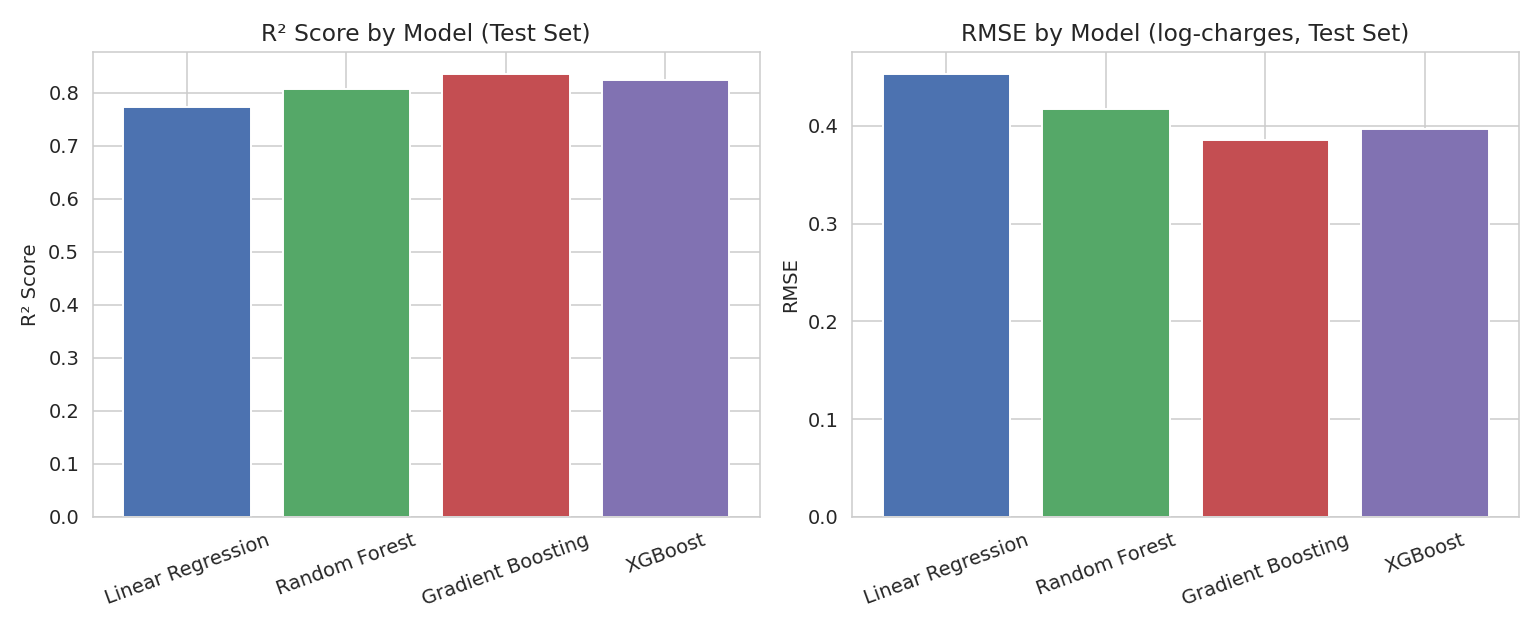 R² Score by Model (Test Set)
R² Score
0.8
0.7
0.6
0.5
0.4
0.3
0.2
0.1
0.0
Linear Regression
Random Forest
Gradient Boosting
XGBoost
RMSE by Model (log-charges, Test Set)
RMSE
0.4
0.3
0.2
0.1
0.0
Linear Regression
Random Forest
Gradient Boosting
XGBoost